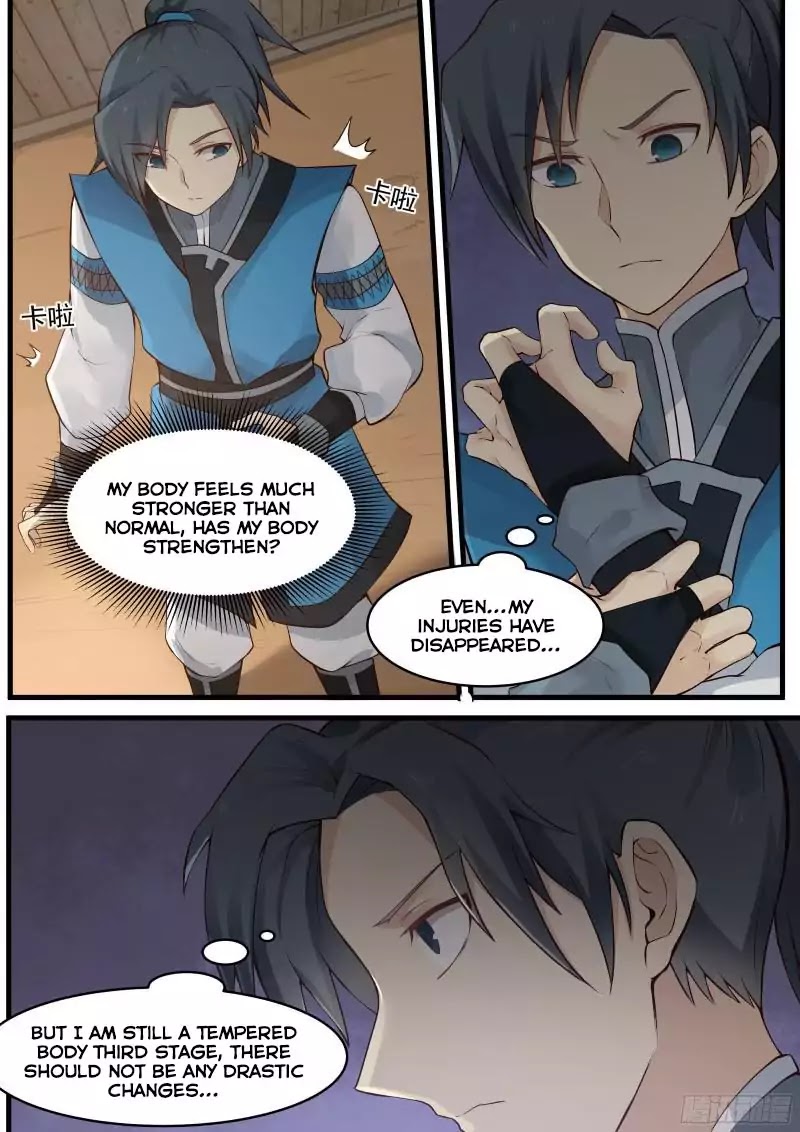 卡啦
卡啦
MY BODY FEELS MUCH
STRONGER THAN
NORMAL, HAS MY BODY
STRENGTHEN?
EVEN...MY
INJURIES HAVE
DISAPPEARED...
BUT I AM STILL A TEMPERED
BODY THIRD STAGE, THERE
SHOULD NOT BE ANY DRASTIC
CHANGES...